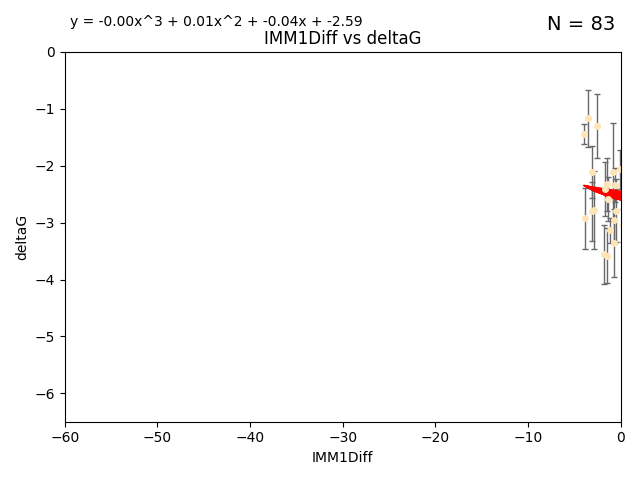 y = -0.00x^3 + 0.01x^2 + -0.04x + -2.59
N = 83
IMM1Diff vs deltaG
0
−1
−2
−3
−4
−5
−6
deltaG
−60 −50 −40 −30 −20 −10 0
IMM1Diff